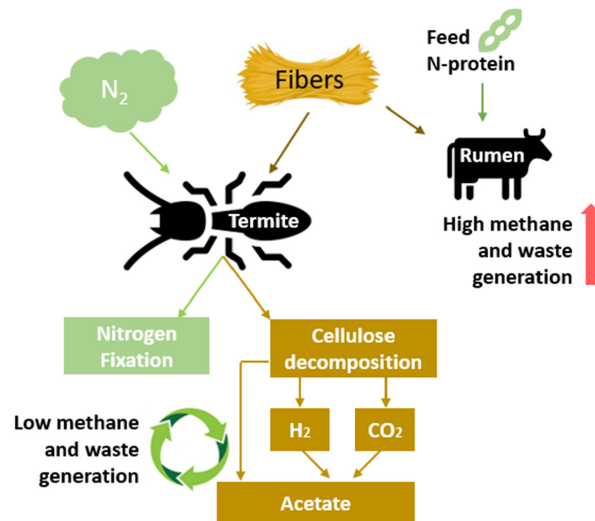 N₂
Fibers
Feed
N-protein
Termite
Rumen
High methane
and waste
generation
Nitrogen
Fixation
Cellulose
decomposition
Low methane
and waste
generation
H₂
CO₂
Acetate